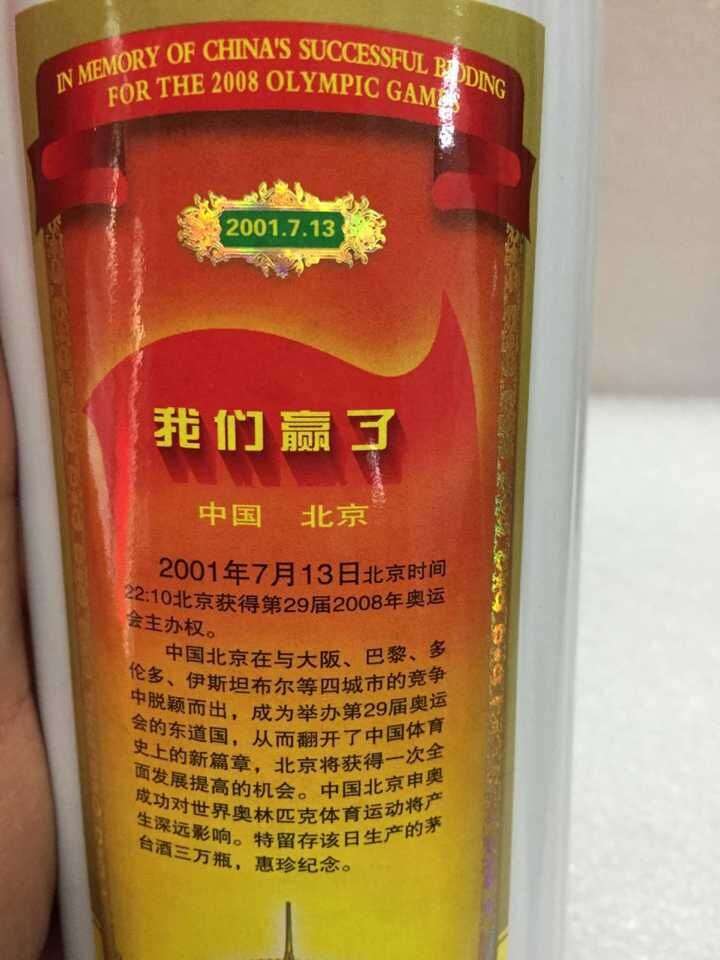 IN MEMORY OF CHINA'S SUCCESSFUL BIDDING
FOR THE 2008 OLYMPIC GAMES
2001.7.13
我们赢了
中国 北京
2001年7月13日北京时间
22:10北京获得第29届2008年奥运
会主办权。
中国北京在与大阪、巴黎、多
伦多、伊斯坦布尔等四城市的竞争
中脱颖而出，成为举办第29届奥运
会的东道国，从而翻开了中国体育
史上的新篇章，北京将获得一次全
面发展提高的机会。中国北京申奥
成功对世界奥林匹克体育运动将产
生深远影响。特留存该日生产的茅
台酒三万瓶，惠珍纪念。